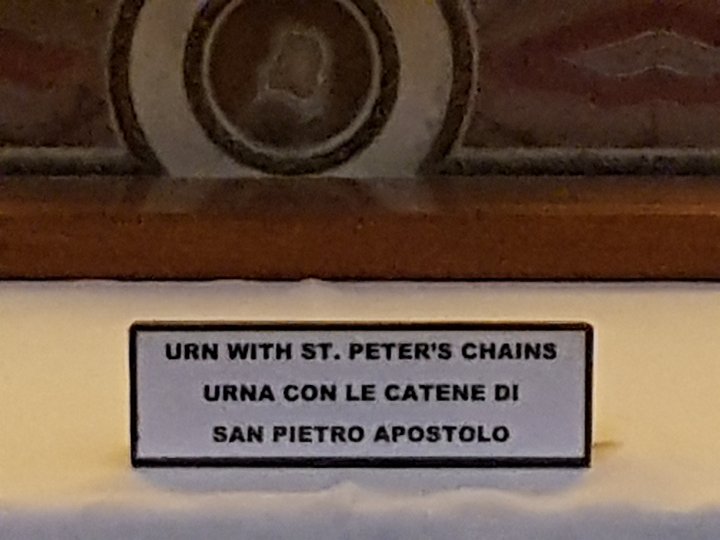 URN WITH ST. PETER'S CHAINS
URNA CON LE CATENE DI
SAN PIETRO APOSTOLO